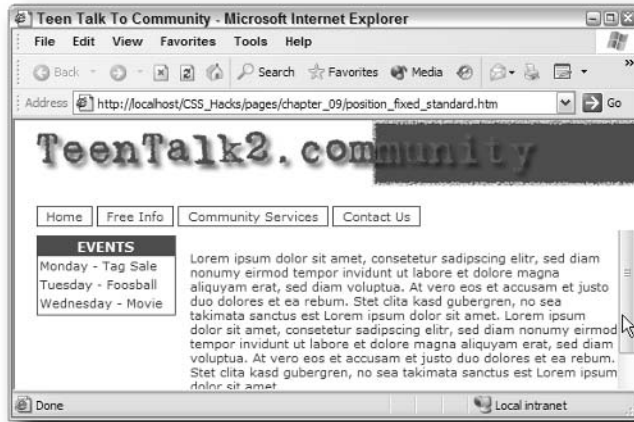 Teen Talk To Community - Microsoft Internet Explorer
File Edit View Favorites Tools Help
Back Search Favorites Media
Address http://localhost/CSS_Hacks/pages/chapter_09/position_fixed_standard.htm Go
TeenTalk2.community
Home Free Info Community Services Contact Us
EVENTS
Monday - Tag Sale
Tuesday - Foosball
Wednesday - Movie
Lorem ipsum dolor sit amet, consetetur sadipscing elitr, sed diam
nonumy eirmod tempor invidunt ut labore et dolore magna
aliquyam erat, sed diam voluptua. At vero eos et accusam et justo
duo dolores et ea rebum. Stet clita kasd gubergren, no sea
takimata sanctus est Lorem ipsum dolor sit amet. Lorem ipsum
dolor sit amet, consetetur sadipscing elitr, sed diam nonumy eirmod
tempor invidunt ut labore et dolore magna aliquyam erat, sed diam
voluptua. At vero eos et accusam et justo duo dolores et ea rebum.
Stet clita kasd gubergren, no sea takimata sanctus est Lorem ipsum
dolor sit amet
Done Local intranet